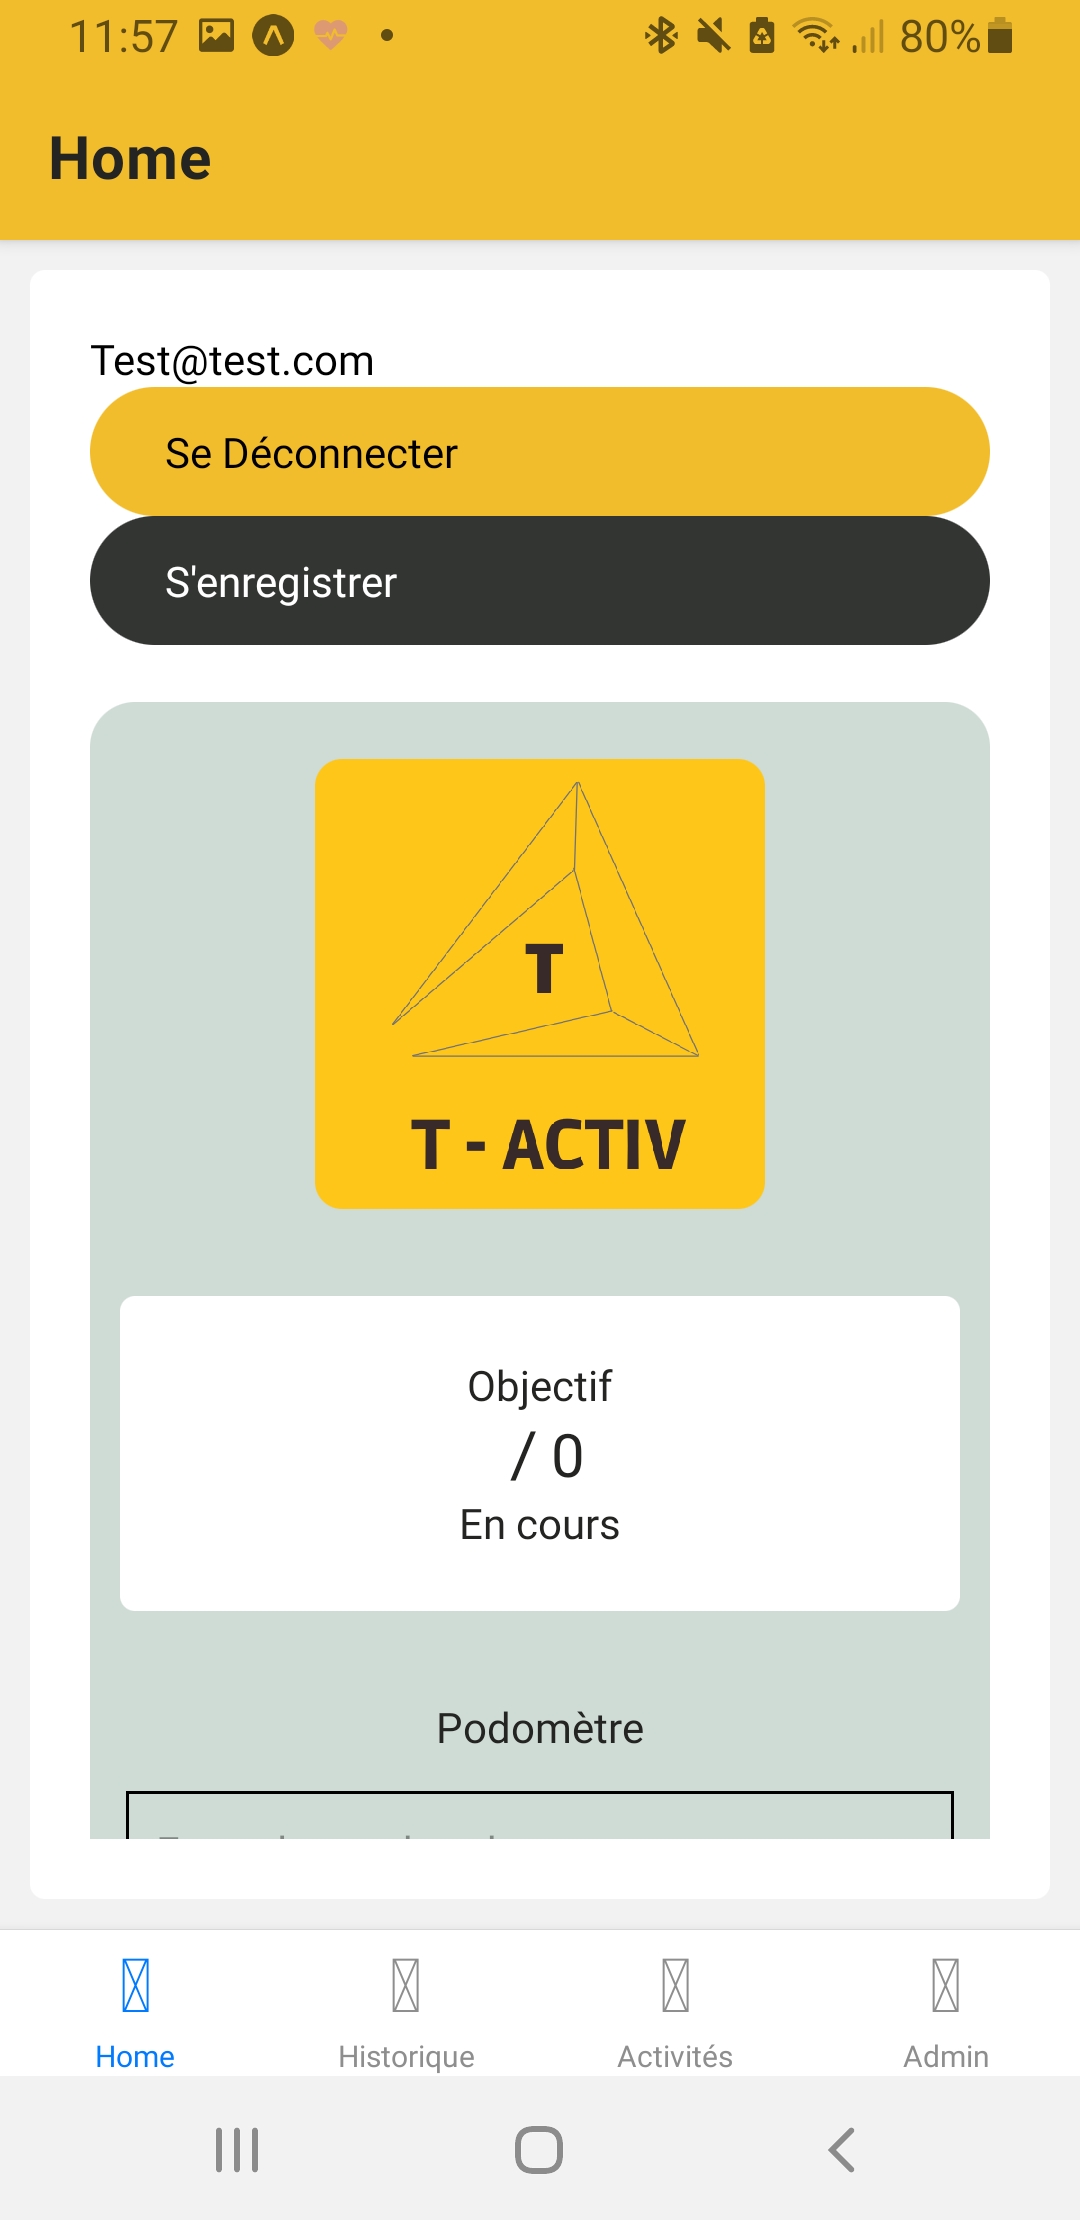 11:57
80%
Home
Test@test.com
Se Déconnecter
S'enregistrer
T
T - ACTIV
Objectif
/ 0
En cours
Podomètre
Home
Historique
Activités
Admin